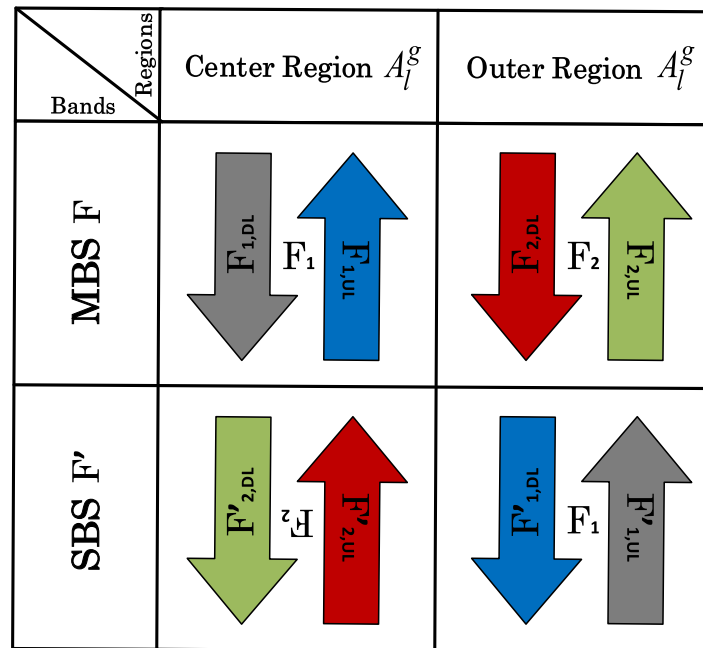 Regions
Bands
Center Region A_l^g
Outer Region A_l^g
MBS F
F1,DL
F1
F1,UL
F2,DL
F2
F2,UL
SBS F'
F'2,DL
F2
F'2,UL
F'1,DL
F1
F'1,UL